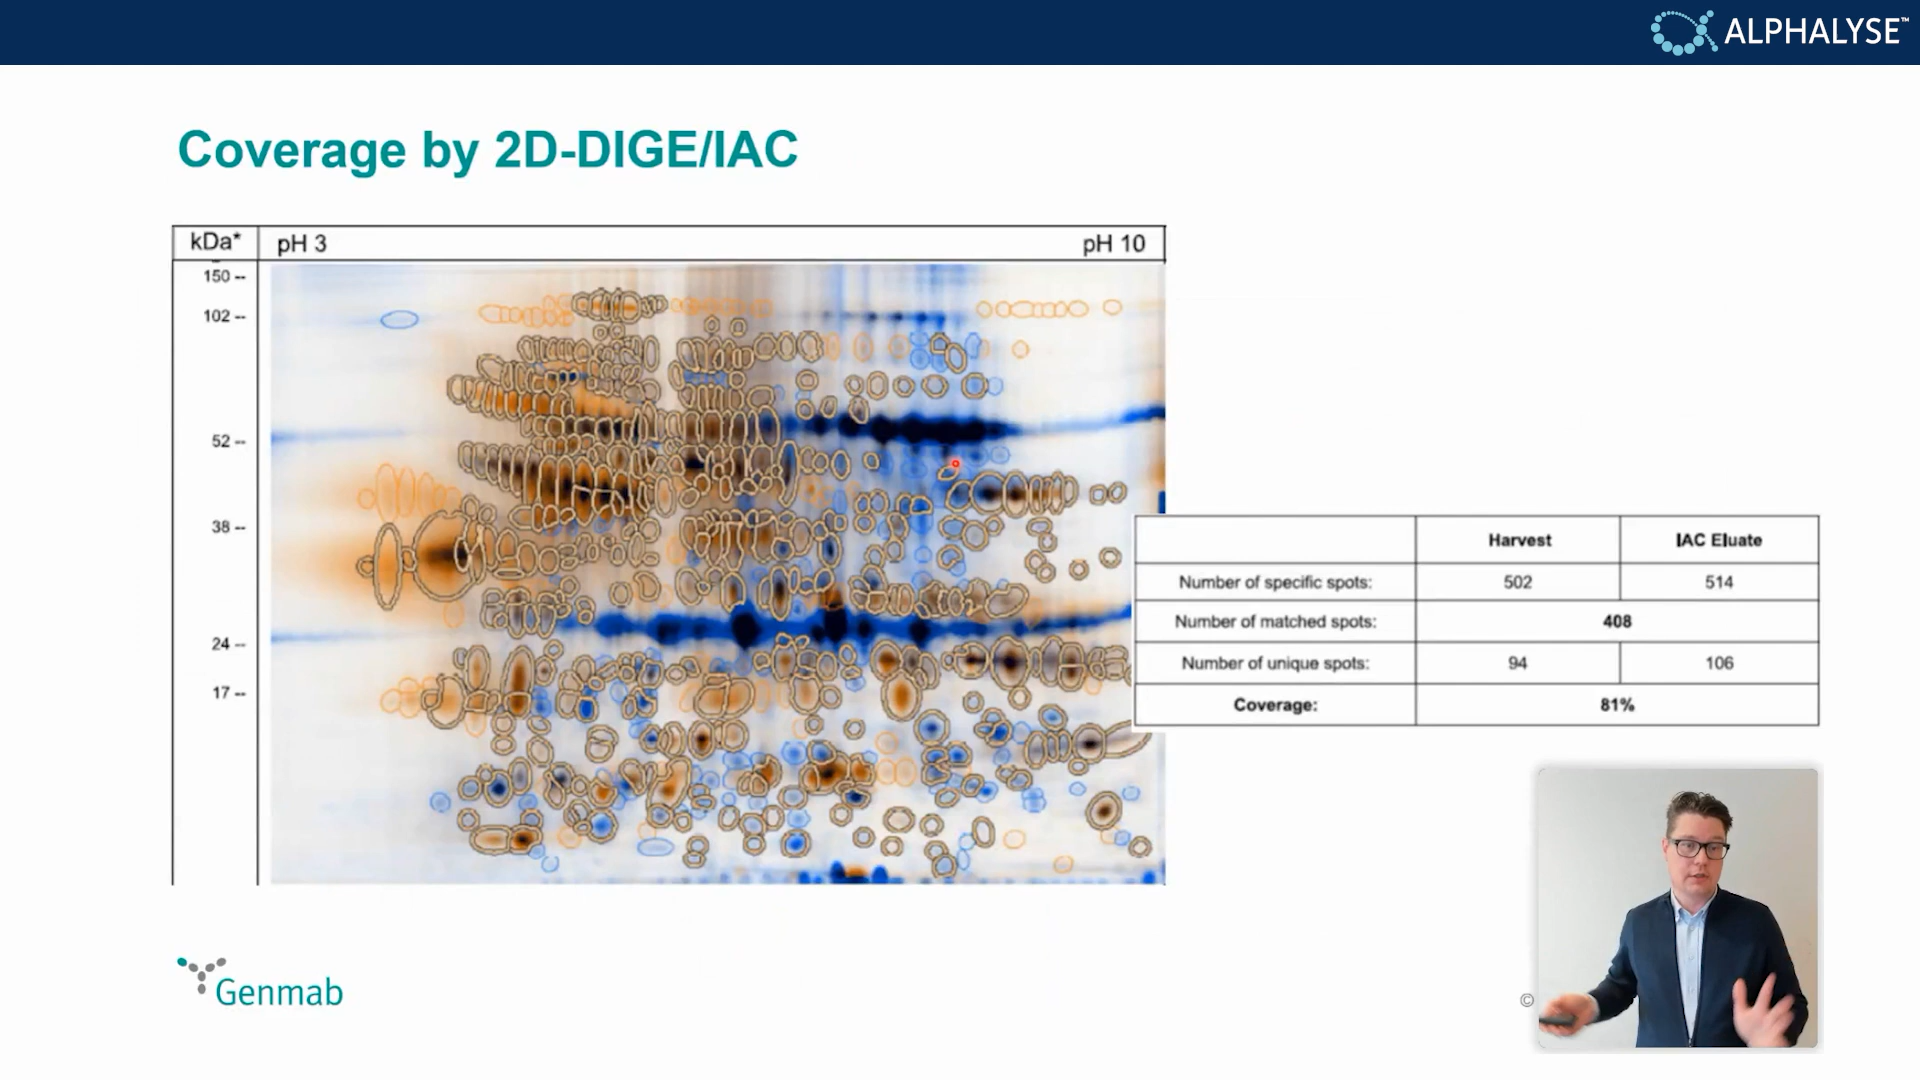 ALPHALYSE™
Coverage by 2D-DIGE/IAC
kDa* pH 3 pH 10
150 --
102 --
52 --
38 --
24 --
17 --
Harvest IAC Eluate
Number of specific spots: 502 514
Number of matched spots: 408
Number of unique spots: 94 106
Coverage: 81%
Genmab
©